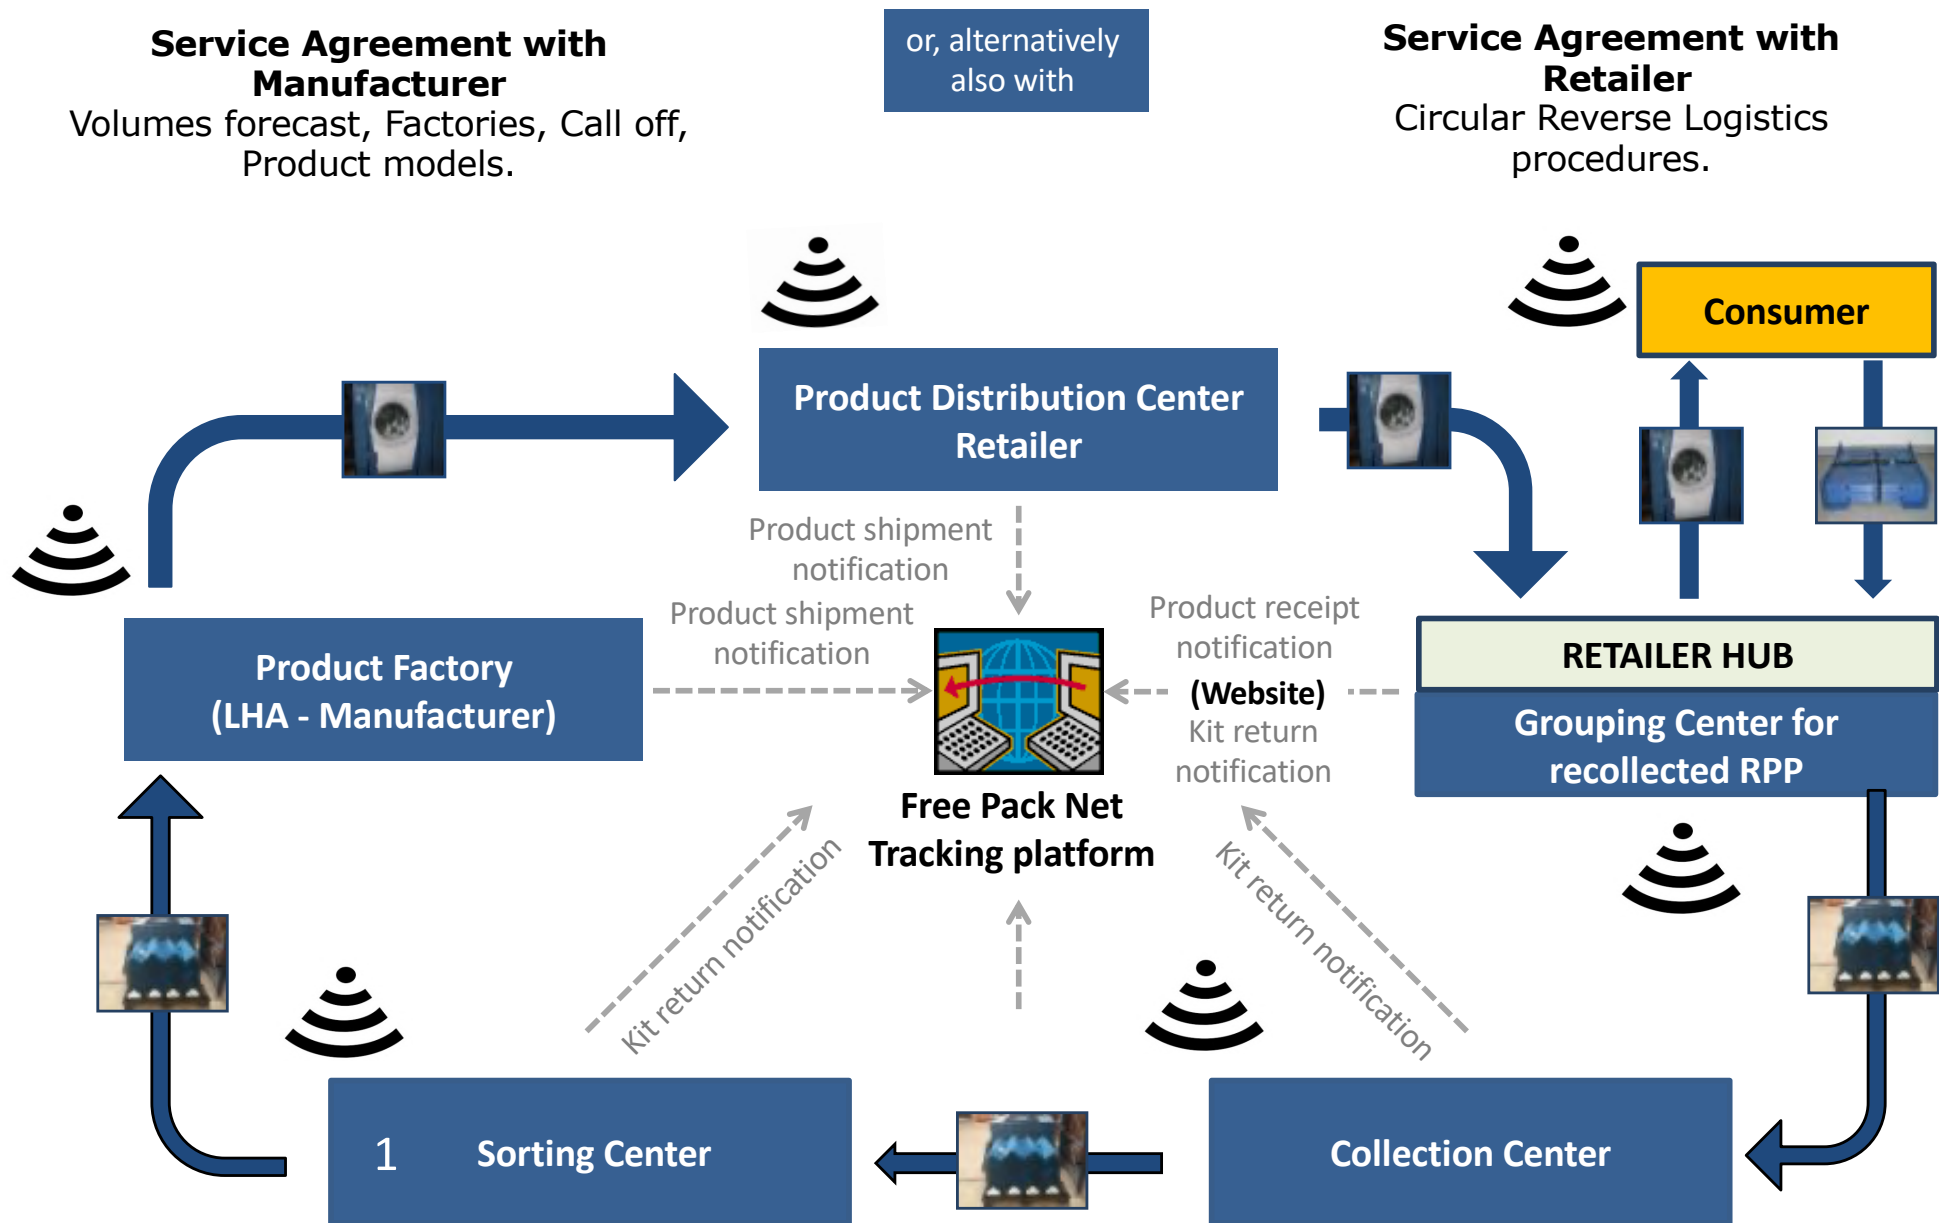 Service Agreement with
Manufacturer
Volumes forecast, Factories, Call off,
Product models.
or, alternatively
also with
Service Agreement with
Retailer
Circular Reverse Logistics
procedures.
Consumer
Product Distribution Center
Retailer
Product shipment
notification
Product shipment
notification
Product receipt
notification
(Website)
Kit return
notification
RETAILER HUB
Grouping Center for
recollected RPP
Product Factory
(LHA - Manufacturer)
Free Pack Net
Tracking platform
Kit return notification
Kit return notification
1 Sorting Center
Collection Center